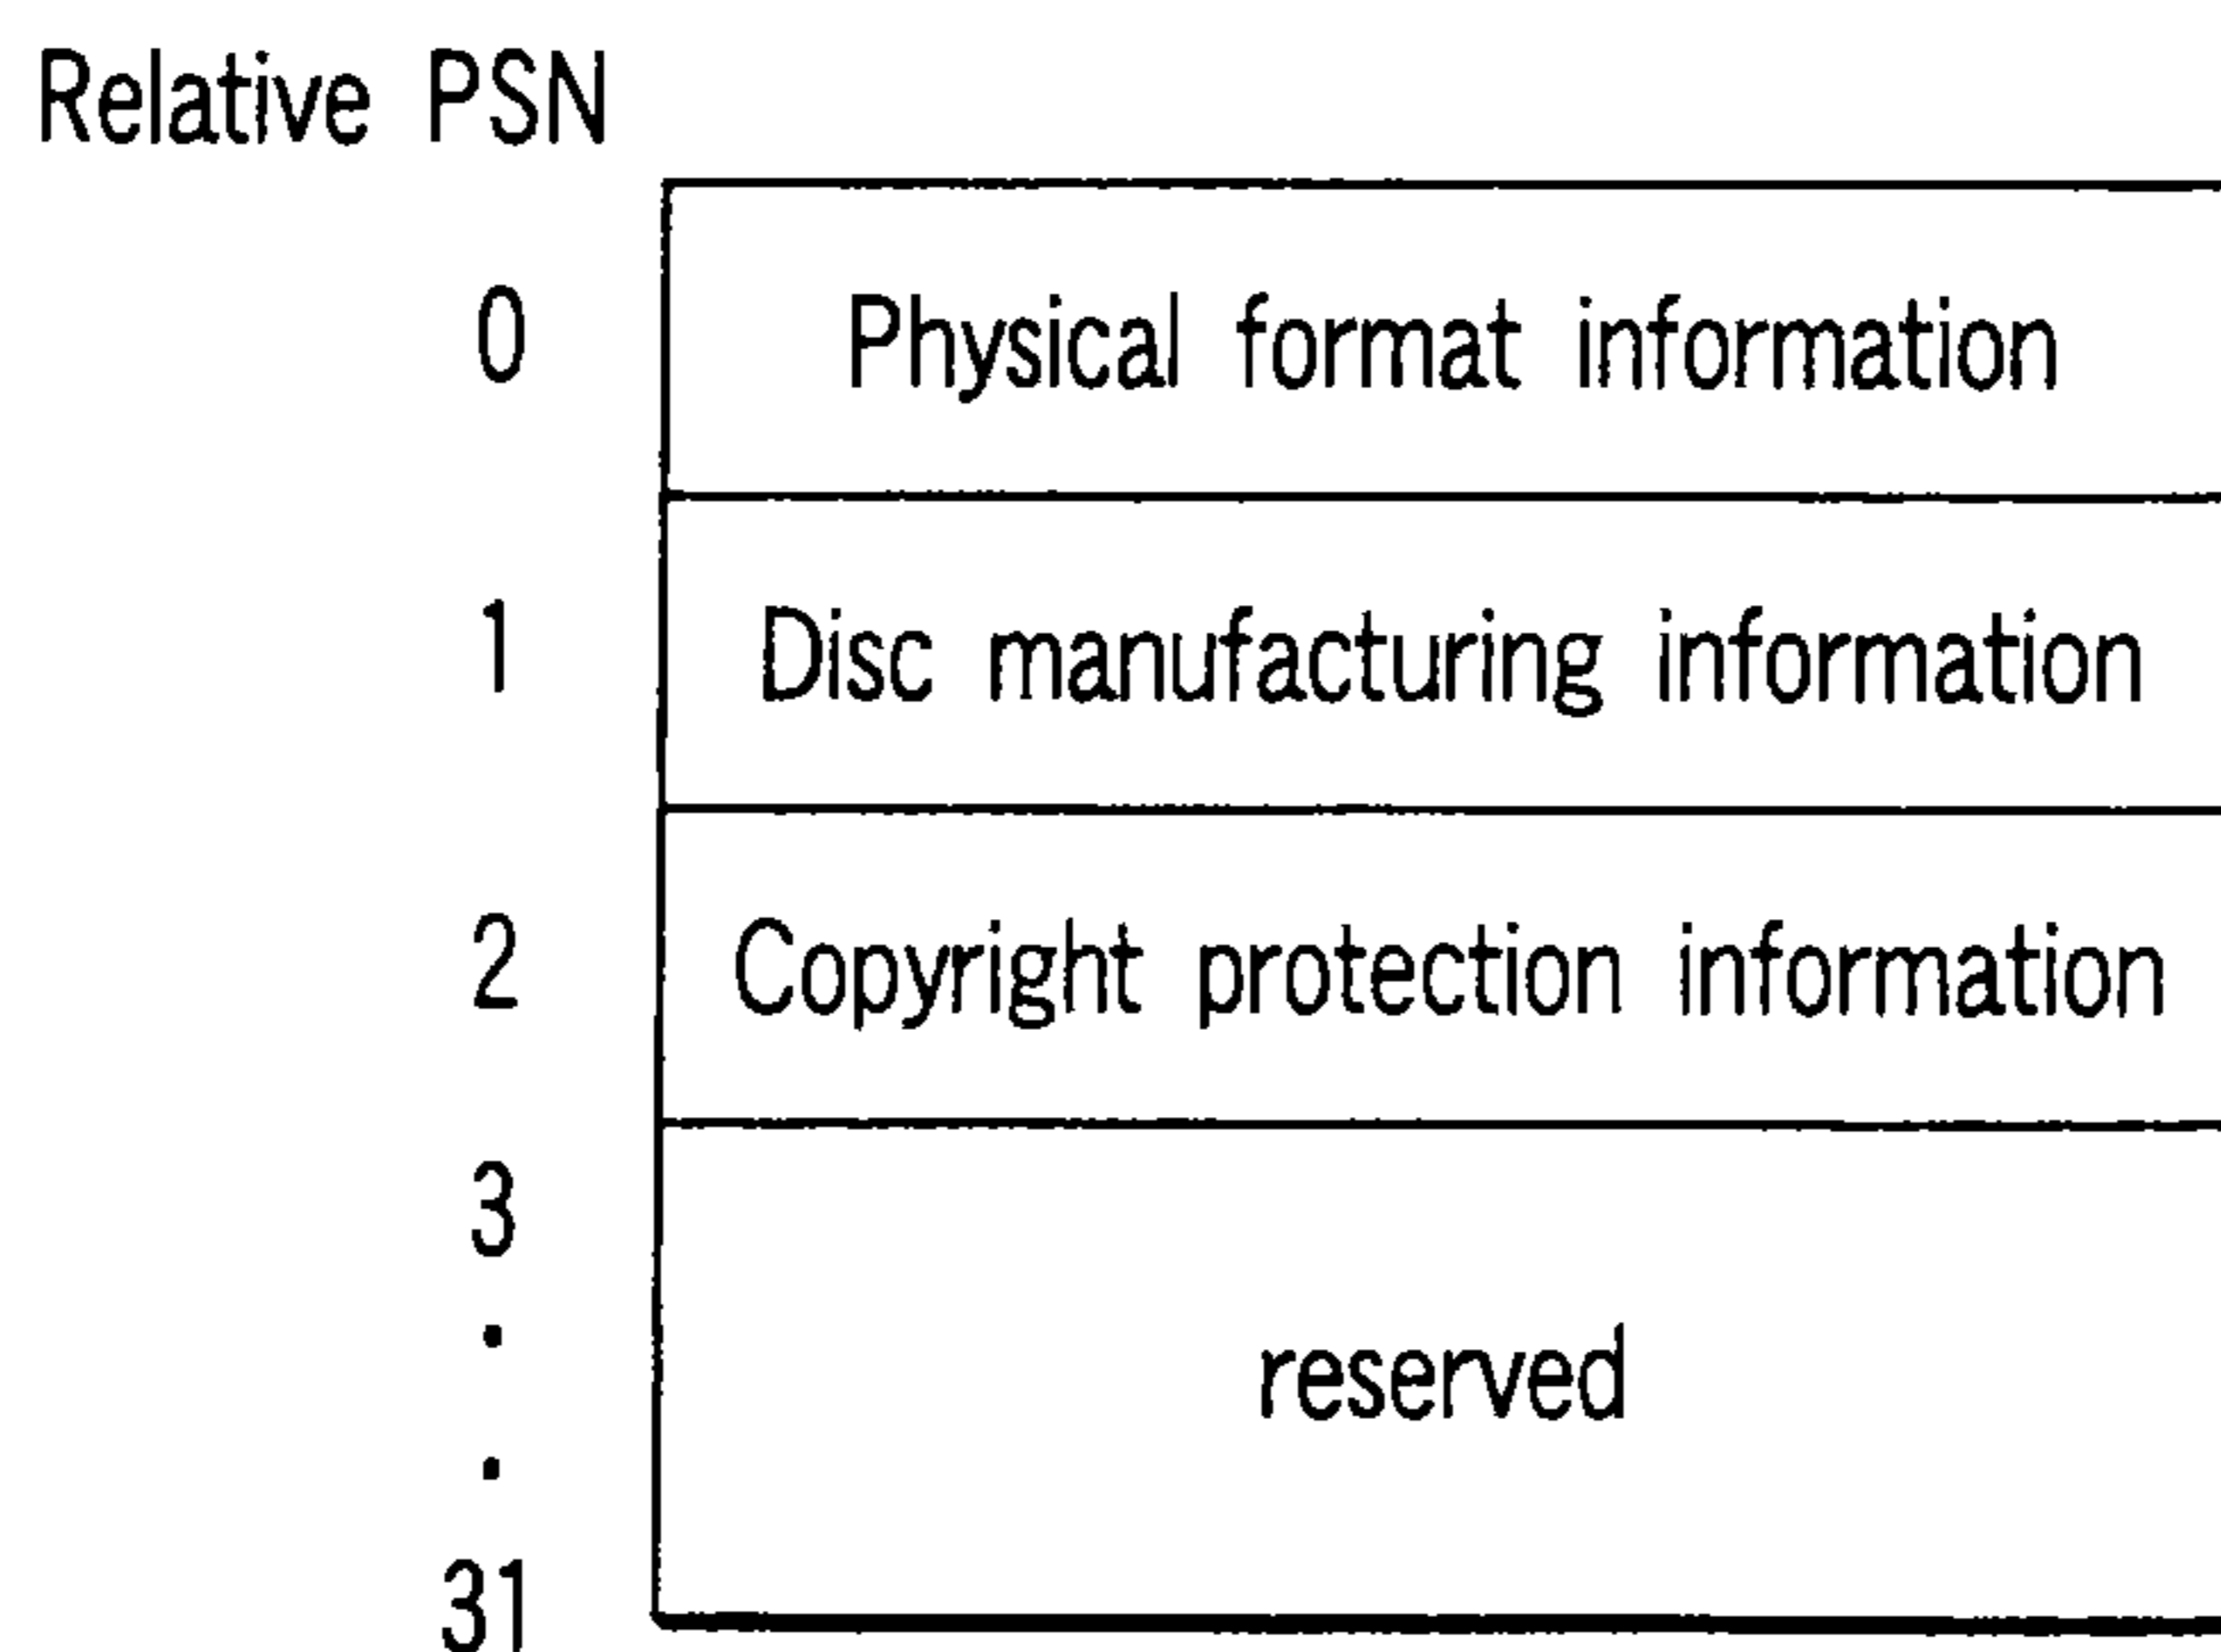 Relative PSN
0 Physical format information
1 Disc manufacturing information
2 Copyright protection information
3
.
reserved
.
31